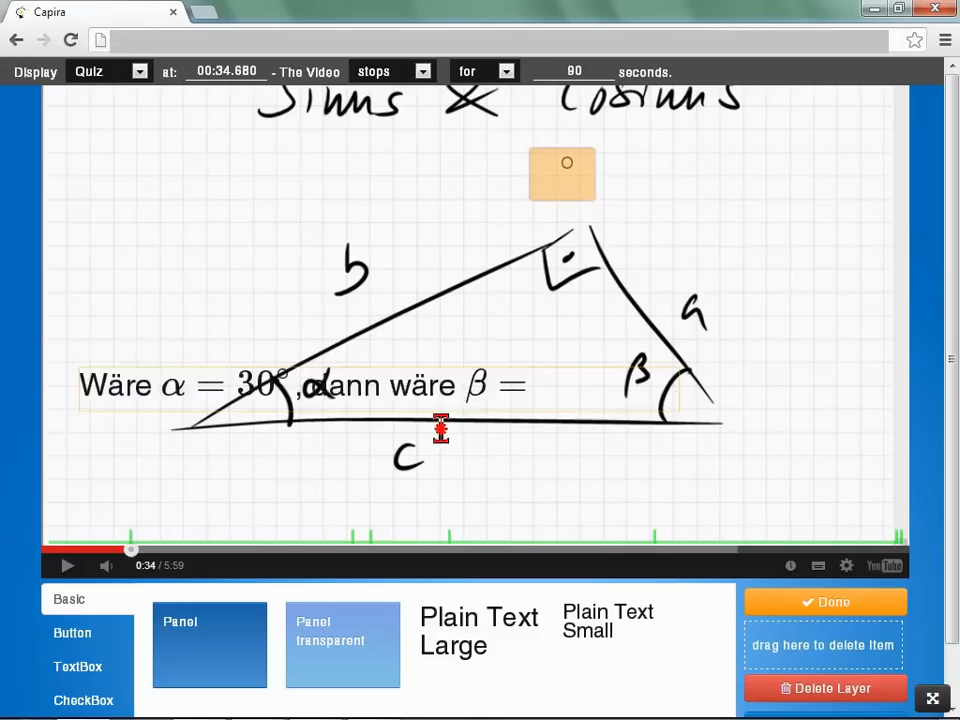 Capira
Display Quiz at: 00:34.680 - The Video stops for 90 seconds.
Sinus & Cosinus
b
a
Wäre α = 30°, dann wäre β =
α
β
c
0:34 / 5:59
YouTube
Basic
Button
TextBox
CheckBox
Panel
Panel
transparent
Plain Text
Large
Plain Text
Small
Done
drag here to delete item
Delete Layer